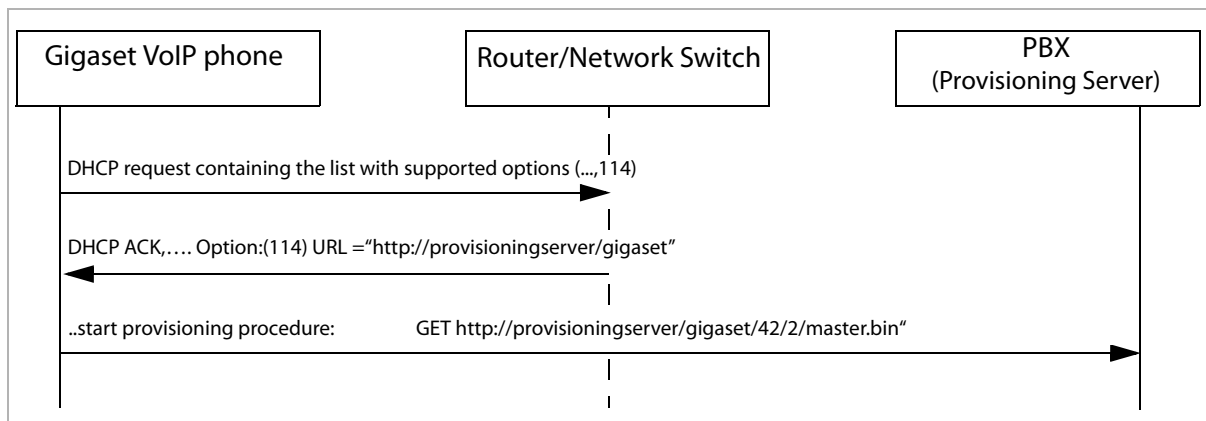 Gigaset VoIP phone
Router/Network Switch
PBX
(Provisioning Server)
DHCP request containing the list with supported options (...,114)
DHCP ACK,…. Option:(114) URL =“http://provisioningserver/gigaset”
..start provisioning procedure: GET http://provisioningserver/gigaset/42/2/master.bin“